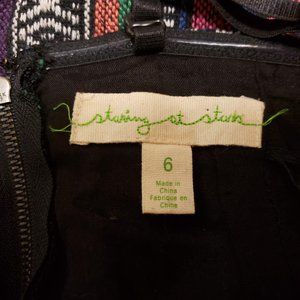 staring at stars
6
Made in
China
Fabriqué en
Chine